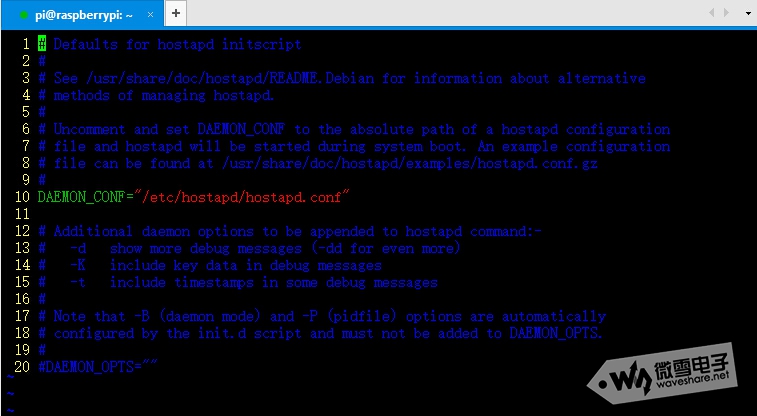 pi@raspberrypi: ~ × +
1 # Defaults for hostapd initscript
2 #
3 # See /usr/share/doc/hostapd/README.Debian for information about alternative
4 # methods of managing hostapd.
5 #
6 # Uncomment and set DAEMON_CONF to the absolute path of a hostapd configuration
7 # file and hostapd will be started during system boot. An example configuration
8 # file can be found at /usr/share/doc/hostapd/examples/hostapd.conf.gz
9 #
10 DAEMON_CONF="/etc/hostapd/hostapd.conf"
11
12 # Additional daemon options to be appended to hostapd command:-
13 #   -d   show more debug messages (-dd for even more)
14 #   -K   include key data in debug messages
15 #   -t   include timestamps in some debug messages
16 #
17 # Note that -B (daemon mode) and -P (pidfile) options are automatically
18 # configured by the init.d script and must not be added to DAEMON_OPTS.
19 #
20 #DAEMON_OPTS=""
~
~
~
微雪电子
waveshare.net